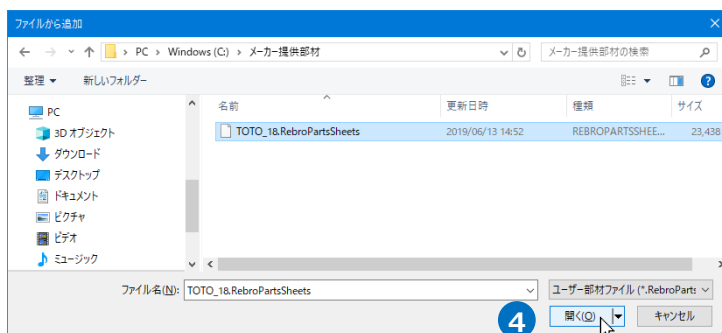 ファイルから追加
PC › Windows (C:) › メーカー提供部材
メーカー提供部材の検索
整理 新しいフォルダー
名前 更新日時 種類 サイズ
PC
3D オブジェクト
ダウンロード
デスクトップ
ドキュメント
ピクチャ
ビデオ
ミュージック
TOTO_18.RebroPartsSheets 2019/06/13 14:52 REBROPARTSSHEE... 23,438
ファイル名(N): TOTO_18.RebroPartsSheets ユーザー部材ファイル (*.RebroParts
4 開く(O) キャンセル